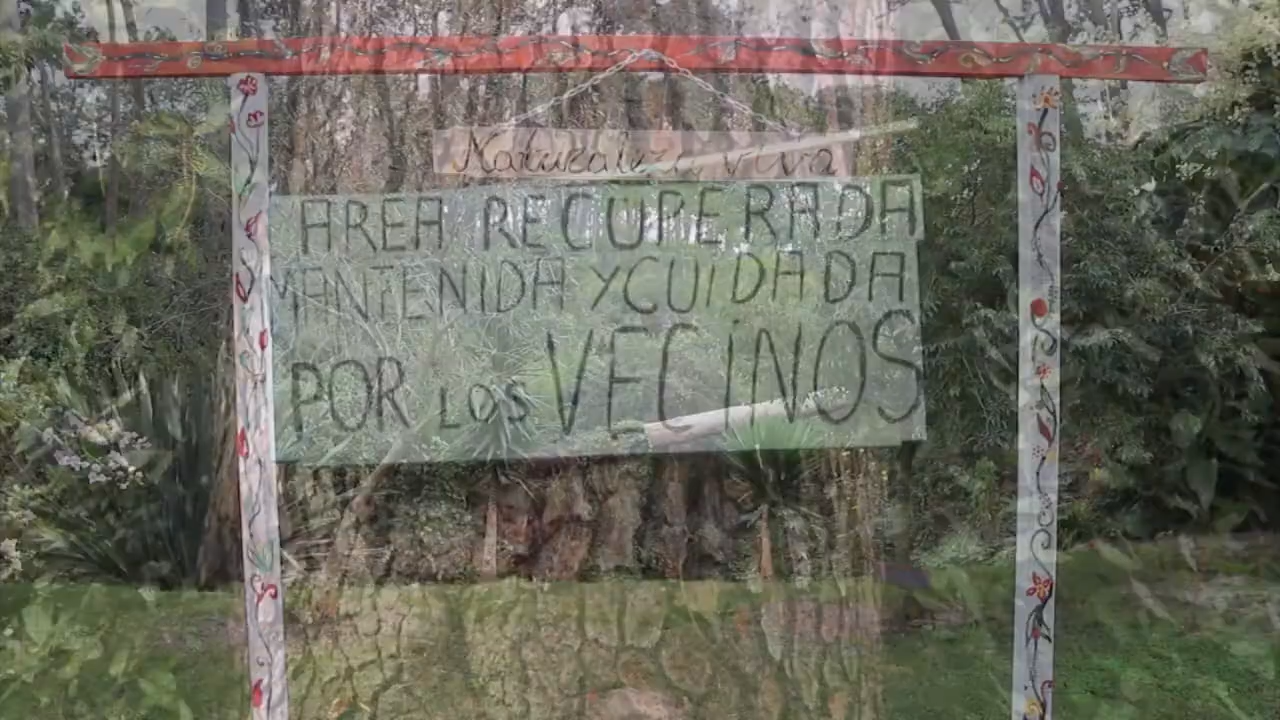 Naturaleza viva
AREA RECUPERADA
MANTENIDA Y CUIDADA
POR LOS VECINOS